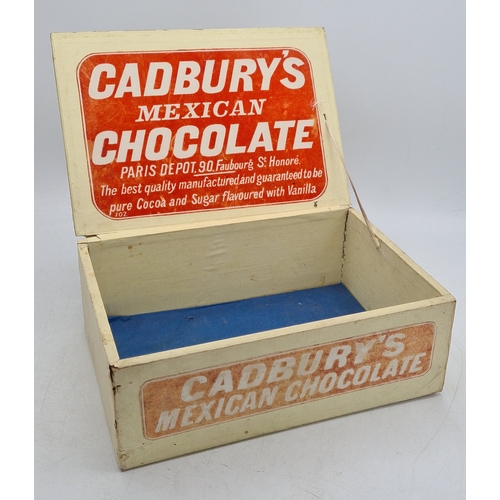 CADBURY'S
MEXICAN
CHOCOLATE
PARIS DEPOT, 90, Faubourg St Honoré.
The best quality manufactured and guaranteed to be
pure Cocoa and Sugar flavoured with Vanilla
CADBURY'S
MEXICAN CHOCOLATE